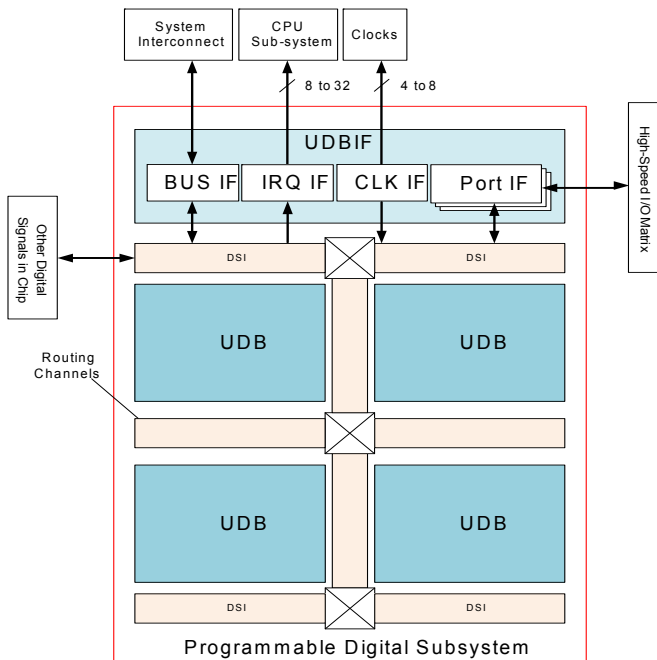 System
Interconnect
CPU
Sub-system
Clocks
8 to 32
4 to 8
High-Speed I/O Matrix
UDBIF
BUS IF
IRQ IF
CLK IF
Port IF
Other Digital
Signals in Chip
DSI
DSI
UDB
UDB
Routing
Channels
UDB
UDB
DSI
DSI
Programmable Digital Subsystem